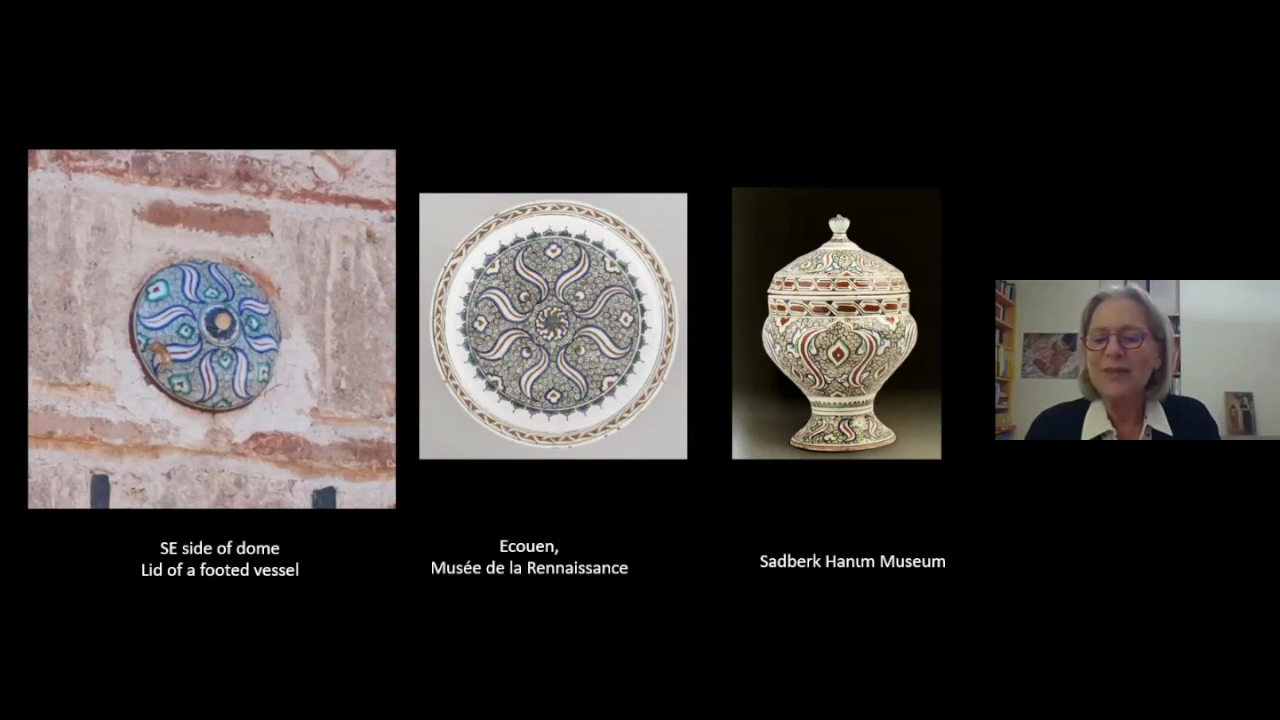 SE side of dome
Lid of a footed vessel
Ecouen,
Musée de la Rennaissance
Sadberk Hanım Museum